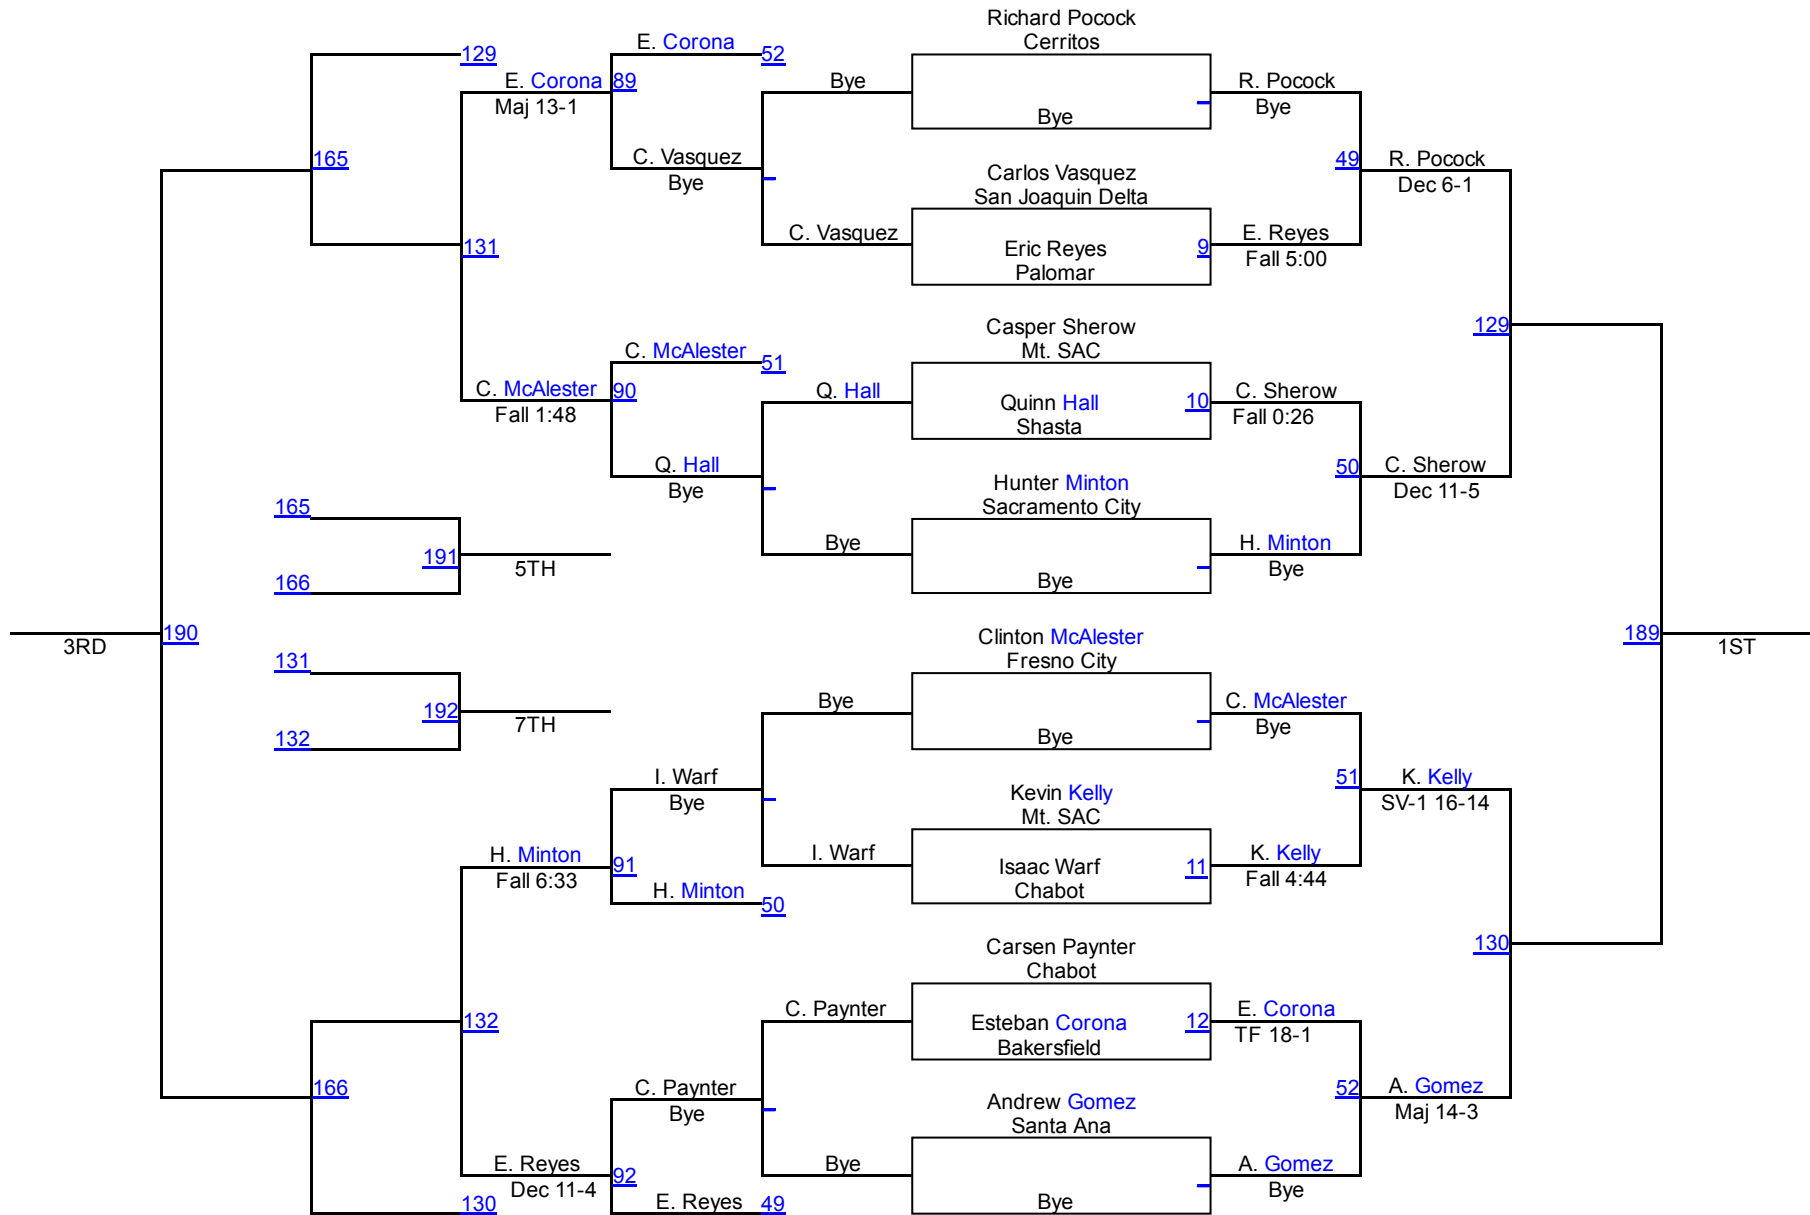 Richard Pocock
Cerritos
129
E. Corona
52
E. Corona
89
Maj 13-1
Bye
R. Pocock
Bye
Bye
165
C. Vasquez
Bye
49
R. Pocock
Dec 6-1
Carlos Vasquez
San Joaquin Delta
131
C. Vasquez
Eric Reyes
Palomar
9
E. Reyes
Fall 5:00
Casper Sherow
Mt. SAC
129
C. McAlester
51
C. McAlester
90
Fall 1:48
Q. Hall
Quinn Hall
Shasta
10
C. Sherow
Fall 0:26
Q. Hall
Bye
50
C. Sherow
Dec 11-5
Hunter Minton
Sacramento City
165
191
5TH
166
Bye
Bye
H. Minton
Bye
3RD
190
189
1ST
Clinton McAlester
Fresno City
131
192
7TH
132
Bye
Bye
C. McAlester
Bye
I. Warf
Bye
51
K. Kelly
SV-1 16-14
Kevin Kelly
Mt. SAC
H. Minton
Fall 6:33
91
I. Warf
Isaac Warf
Chabot
11
K. Kelly
Fall 4:44
H. Minton
50
Carsen Paynter
Chabot
130
132
C. Paynter
Esteban Corona
Bakersfield
12
E. Corona
TF 18-1
166
C. Paynter
Bye
52
A. Gomez
Maj 14-3
Andrew Gomez
Santa Ana
E. Reyes
Dec 11-4
92
Bye
Bye
A. Gomez
Bye
130
E. Reyes
49